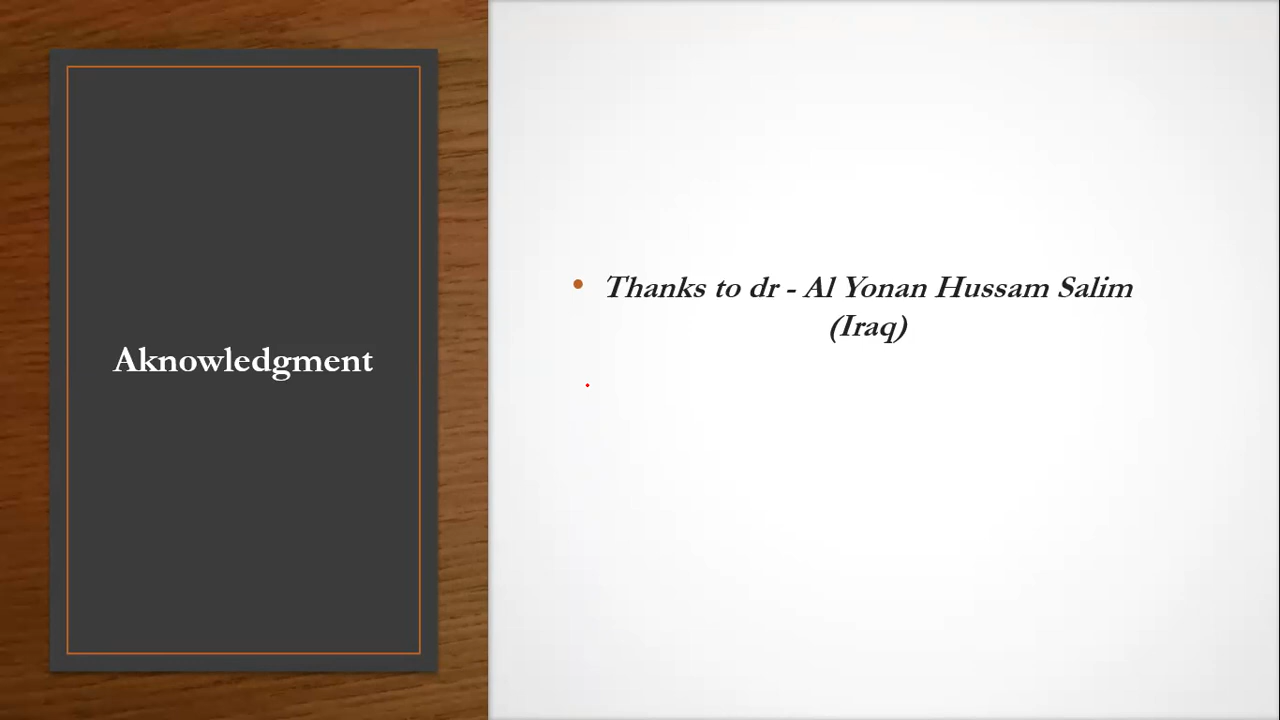 Aknowledgment
• Thanks to dr - Al Yonan Hussam Salim
(Iraq)